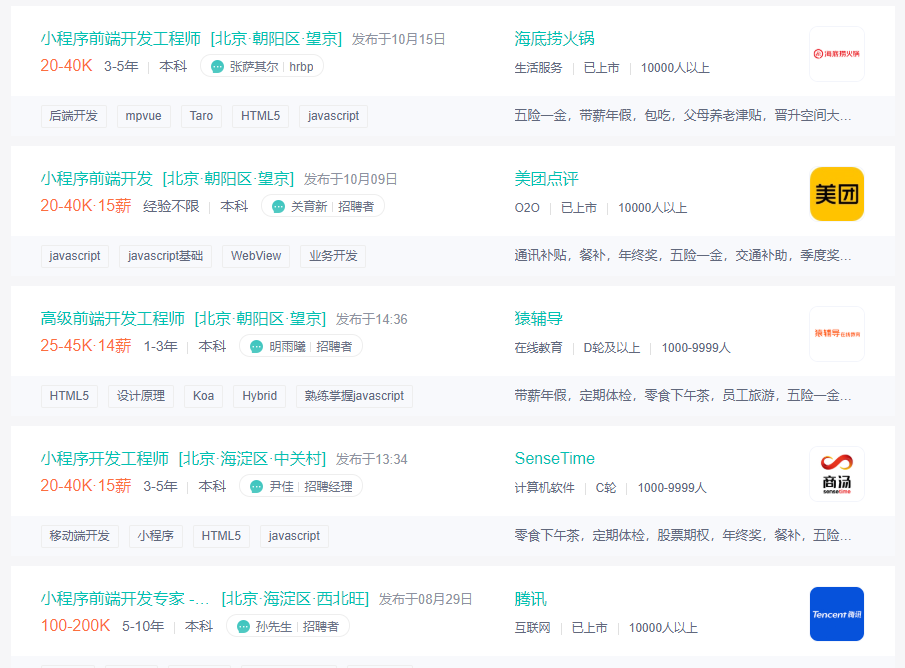 小程序前端开发工程师 [北京·朝阳区·望京] 发布于10月15日 海底捞火锅
20-40K 3-5年 本科 张萨其尔 hrbp 生活服务 已上市 10000人以上
海底捞火锅
后端开发 mpvue Taro HTML5 javascript 五险一金，带薪年假，包吃，父母养老津贴，晋升空间大...
小程序前端开发 [北京·朝阳区·望京] 发布于10月09日 美团点评
20-40K·15薪 经验不限 本科 关育新 招聘者 O2O 已上市 10000人以上
美团
javascript javascript基础 WebView 业务开发 通讯补贴，餐补，年终奖，五险一金，交通补助，季度奖...
高级前端开发工程师 [北京·朝阳区·望京] 发布于14:36 猿辅导
25-45K·14薪 1-3年 本科 明雨曦 招聘者 在线教育 D轮及以上 1000-9999人
猿辅导在线教育
HTML5 设计原理 Koa Hybrid 熟练掌握javascript 带薪年假，定期体检，零食下午茶，员工旅游，五险一金...
小程序开发工程师 [北京·海淀区·中关村] 发布于13:34 SenseTime
20-40K·15薪 3-5年 本科 尹佳 招聘经理 计算机软件 C轮 1000-9999人
商汤
sensetime
移动端开发 小程序 HTML5 javascript 零食下午茶，定期体检，股票期权，年终奖，餐补，五险...
小程序前端开发专家 -... [北京·海淀区·西北旺] 发布于08月29日 腾讯
100-200K 5-10年 本科 孙先生 招聘者 互联网 已上市 10000人以上
Tencent 腾讯